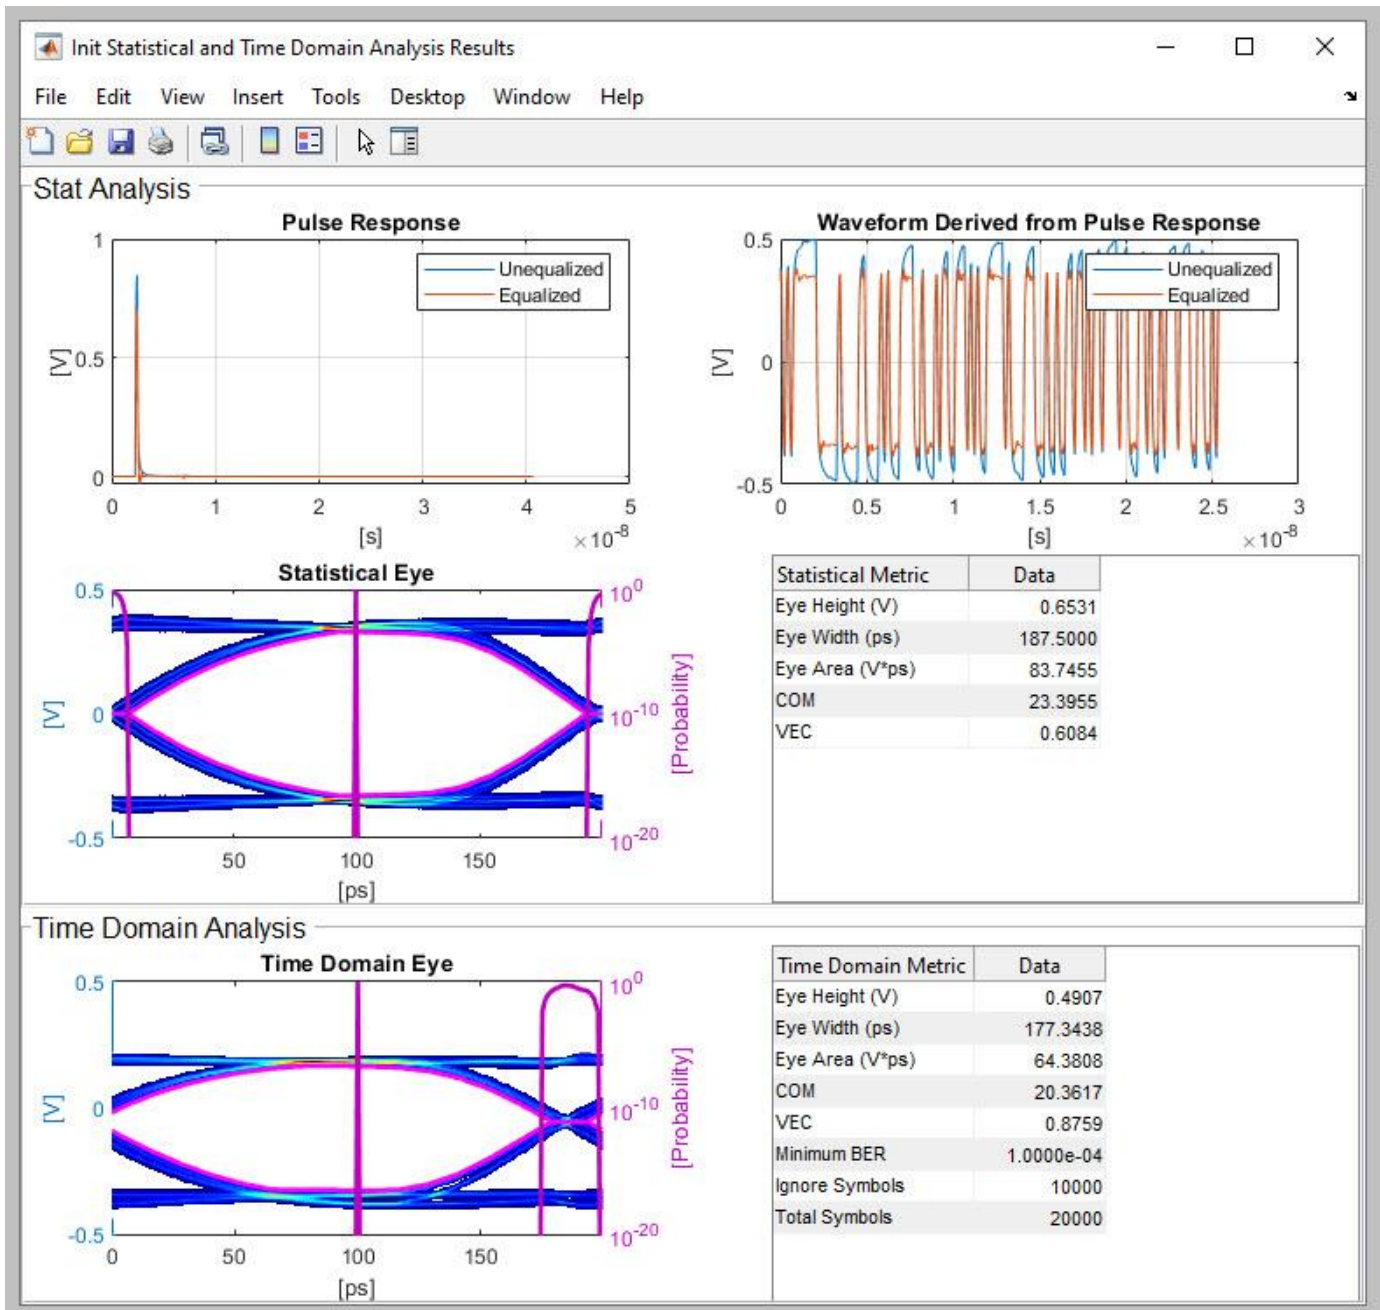 Init Statistical and Time Domain Analysis Results
File Edit View Insert Tools Desktop Window Help
Stat Analysis
Pulse Response
1
0.5
0
[V]
Unequalized
Equalized
0 1 2 3 4 5
[s]
×10-8
Waveform Derived from Pulse Response
0.5
0
-0.5
[V]
Unequalized
Equalized
0 0.5 1 1.5 2 2.5 3
[s]
×10-8
Statistical Eye
0.5
0
-0.5
[V]
10^0
10^-10
10^-20
[Probability]
50 100 150
[ps]
Statistical Metric Data
Eye Height (V) 0.6531
Eye Width (ps) 187.5000
Eye Area (V*ps) 83.7455
COM 23.3955
VEC 0.6084
Time Domain Analysis
Time Domain Eye
0.5
0
-0.5
[V]
10^0
10^-10
10^-20
[Probability]
0 50 100 150
[ps]
Time Domain Metric Data
Eye Height (V) 0.4907
Eye Width (ps) 177.3438
Eye Area (V*ps) 64.3808
COM 20.3617
VEC 0.8759
Minimum BER 1.0000e-04
Ignore Symbols 10000
Total Symbols 20000